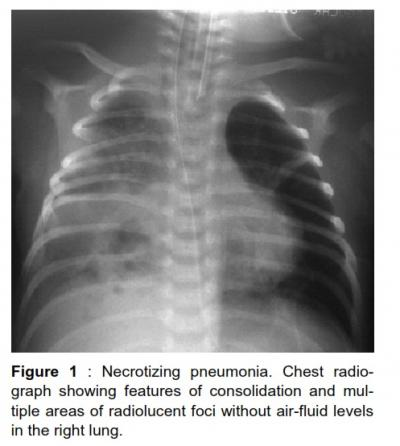 Figure 1 : Necrotizing pneumonia. Chest radio-
graph showing features of consolidation and mul-
tiple areas of radiolucent foci without air-fluid levels
in the right lung.